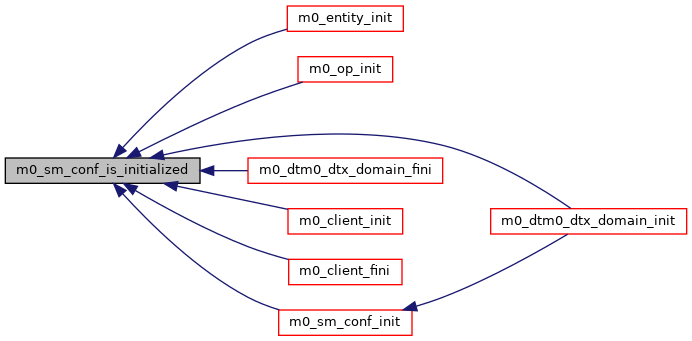 m0_entity_init
m0_op_init
m0_sm_conf_is_initialized
m0_dtm0_dtx_domain_fini
m0_client_init
m0_dtm0_dtx_domain_init
m0_client_fini
m0_sm_conf_init